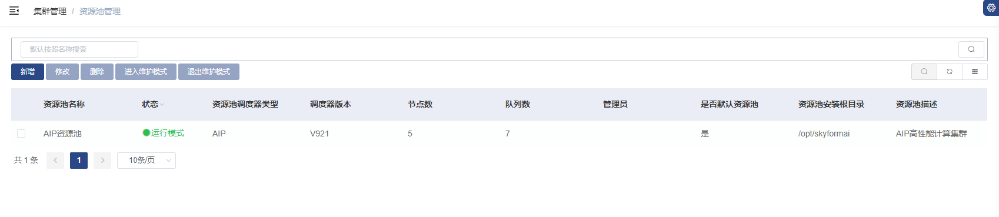 集群管理 / 资源池管理
默认按照名称搜索
新增 修改 删除 进入维护模式 退出维护模式
资源池名称 状态 资源池调度器类型 调度器版本 节点数 队列数 管理员 是否默认资源池 资源池安装根目录 资源池描述
AIP资源池 运行模式 AIP V921 5 7 是 /opt/skyformai AIP高性能计算集群
共 1 条 1 10条/页